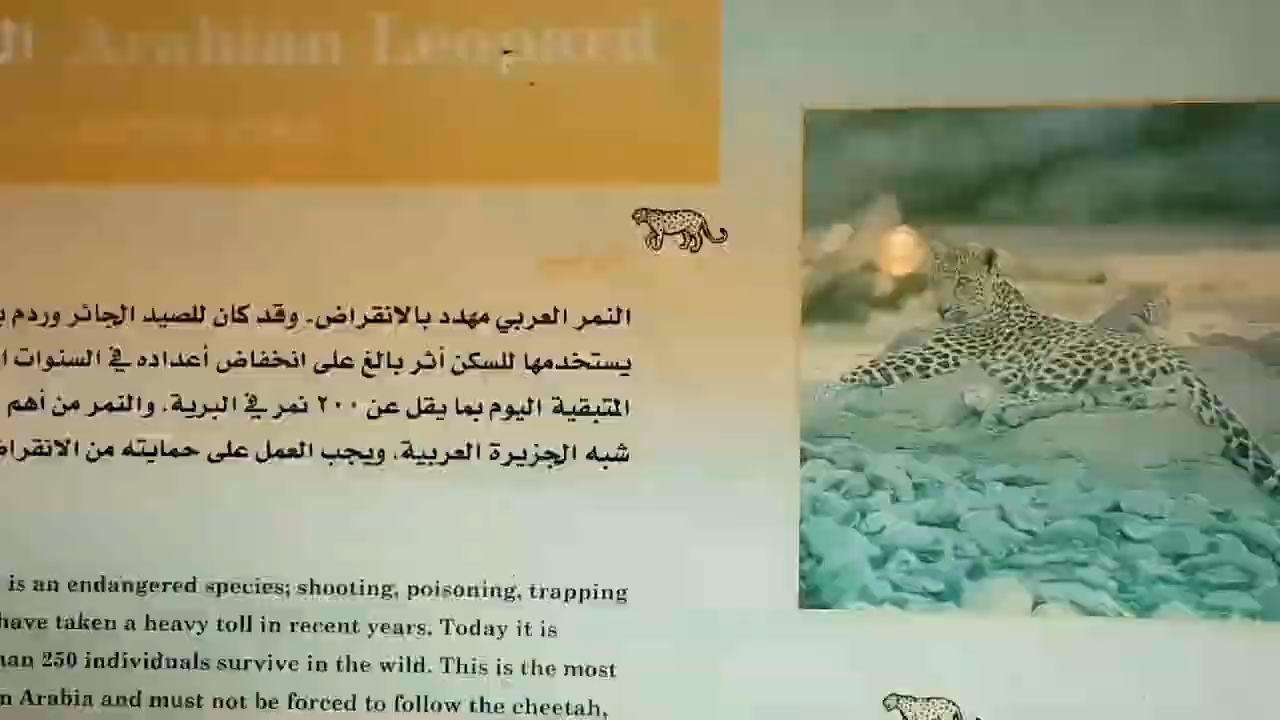 Arabian Leopard
النمر العربي مهدد بالانقراض. وقد كان للصيد الجائر وردم
يستخدمها للسكن أثر بالغ على انخفاض أعداده في السنوات
المتبقية اليوم بما يقل عن ٢٠٠ نمر في البرية. والنمر من أهم
شبه الجزيرة العربية. ويجب العمل على حمايته من
is an endangered species; shooting, poisoning, trapping
have taken a heavy toll in recent years. Today it is
250 individuals survive in the wild. This is the most
Arabia and must not be forced to follow the cheetah,